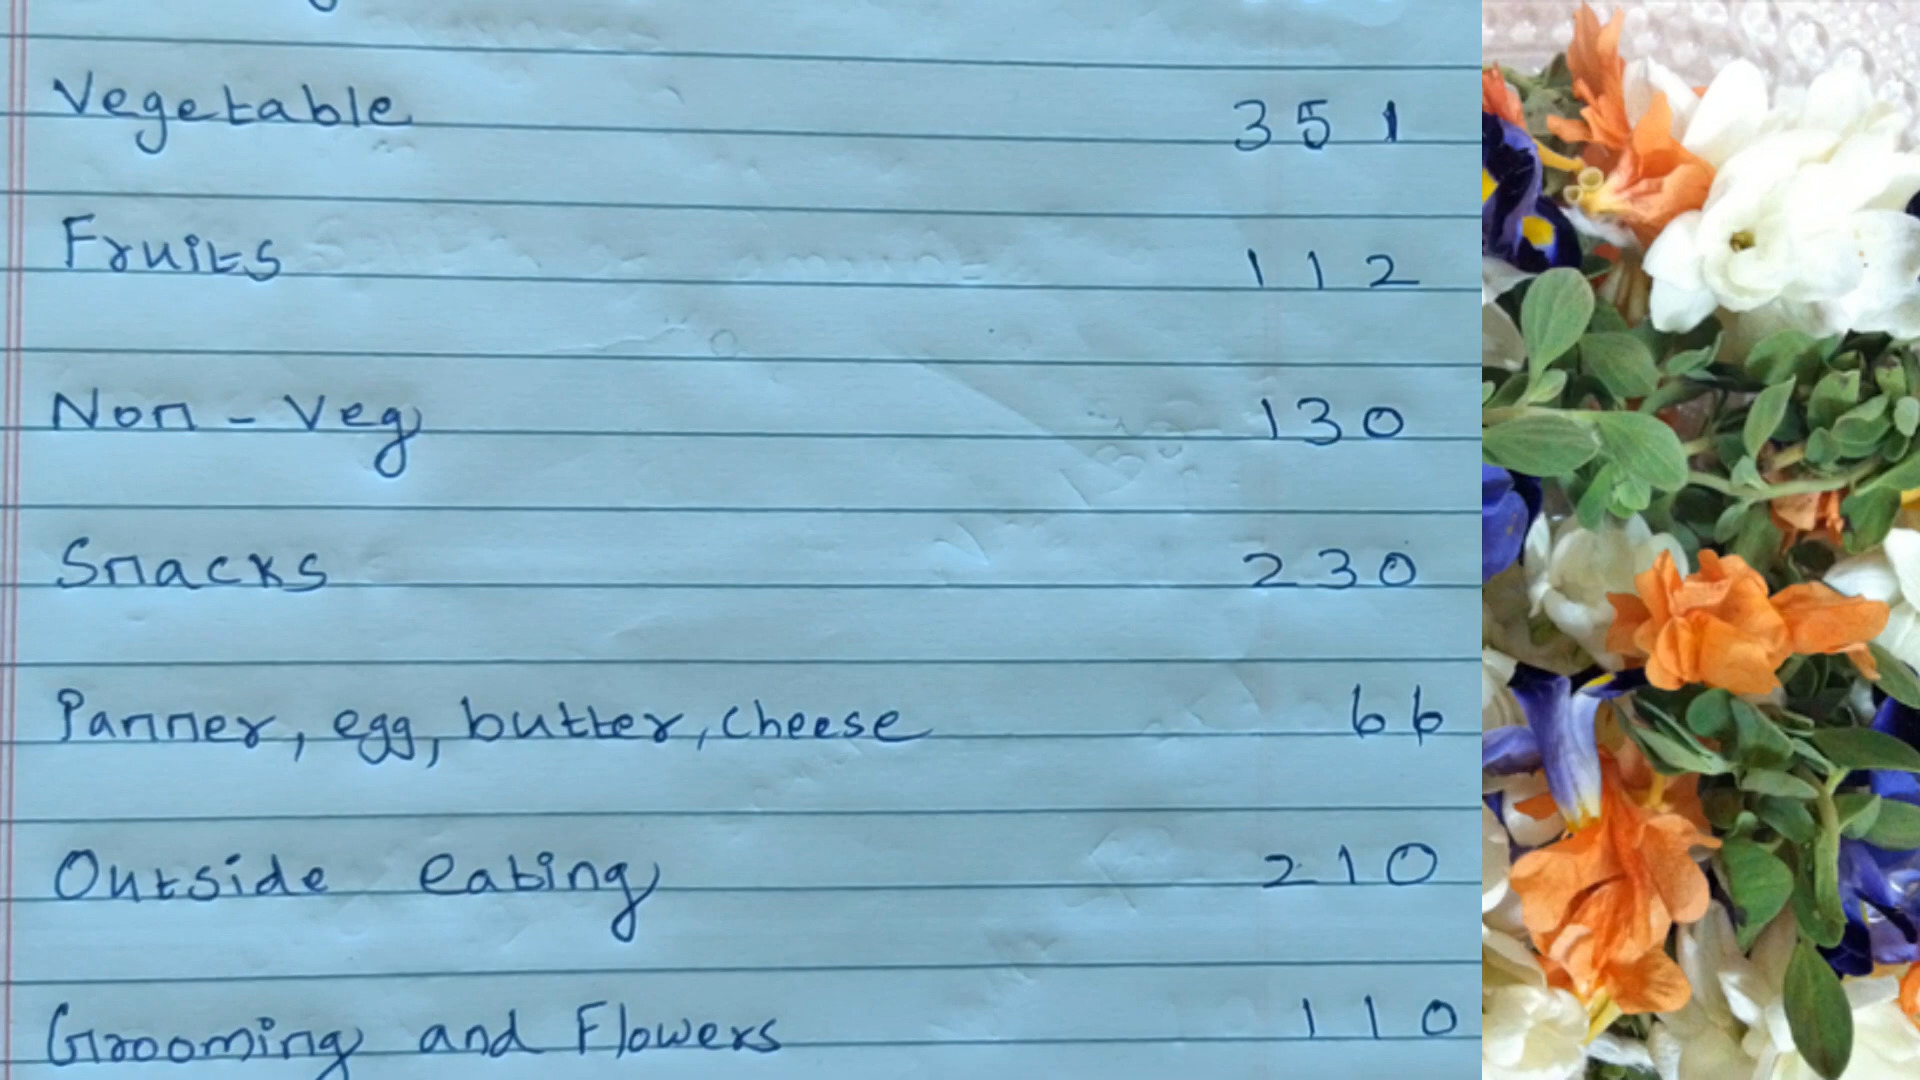 Vegetable 351
Fruits 112
Non-Veg 130
Snacks 230
Panner, egg, butter, cheese 66
Outside eating 210
Grooming and Flowers 110